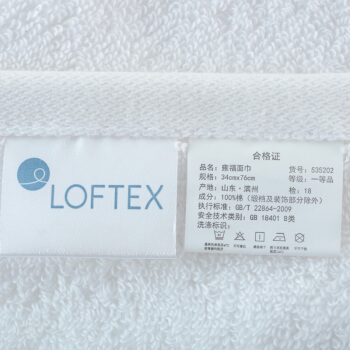 LOFTEX
合格证
品名：雍福面巾 货号：535202
规格：34cmx76cm 等级：一等品
产地：山东·滨州 检：18
成分：100%棉（缎档及装饰部分除外）
执行标准：GB/T 22864-2009
安全技术类别：GB 18401 B类
洗涤标识：